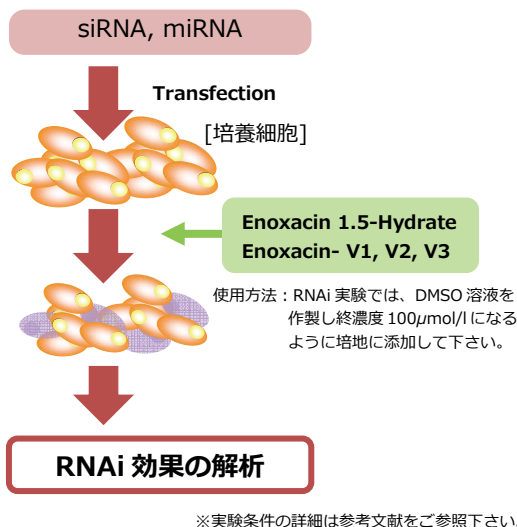 siRNA, miRNA
Transfection
[培養細胞]
Enoxacin 1.5-Hydrate
Enoxacin- V1, V2, V3
使用方法：RNAi 実験では、DMSO 溶液を
作製し終濃度 100μmol/l になる
ように培地に添加して下さい。
RNAi 効果の解析
※実験条件の詳細は参考文献をご参照下さい